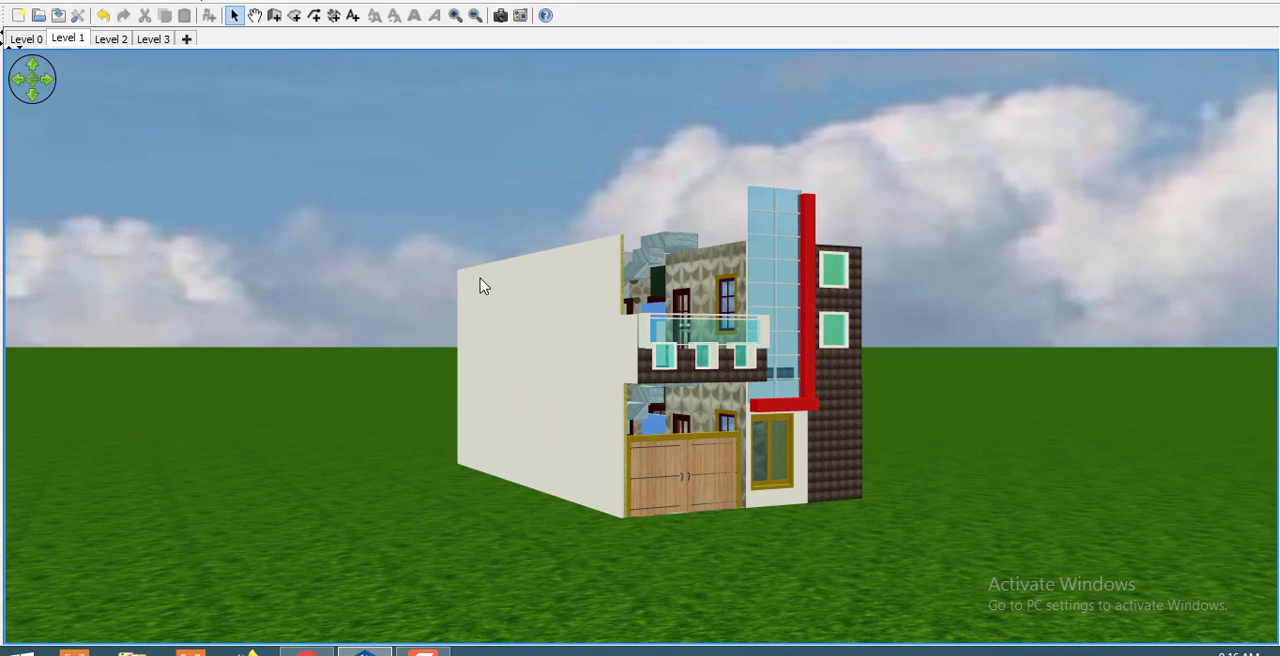 Level 0 Level 1 Level 2 Level 3
Activate Windows
Go to PC settings to activate Windows.